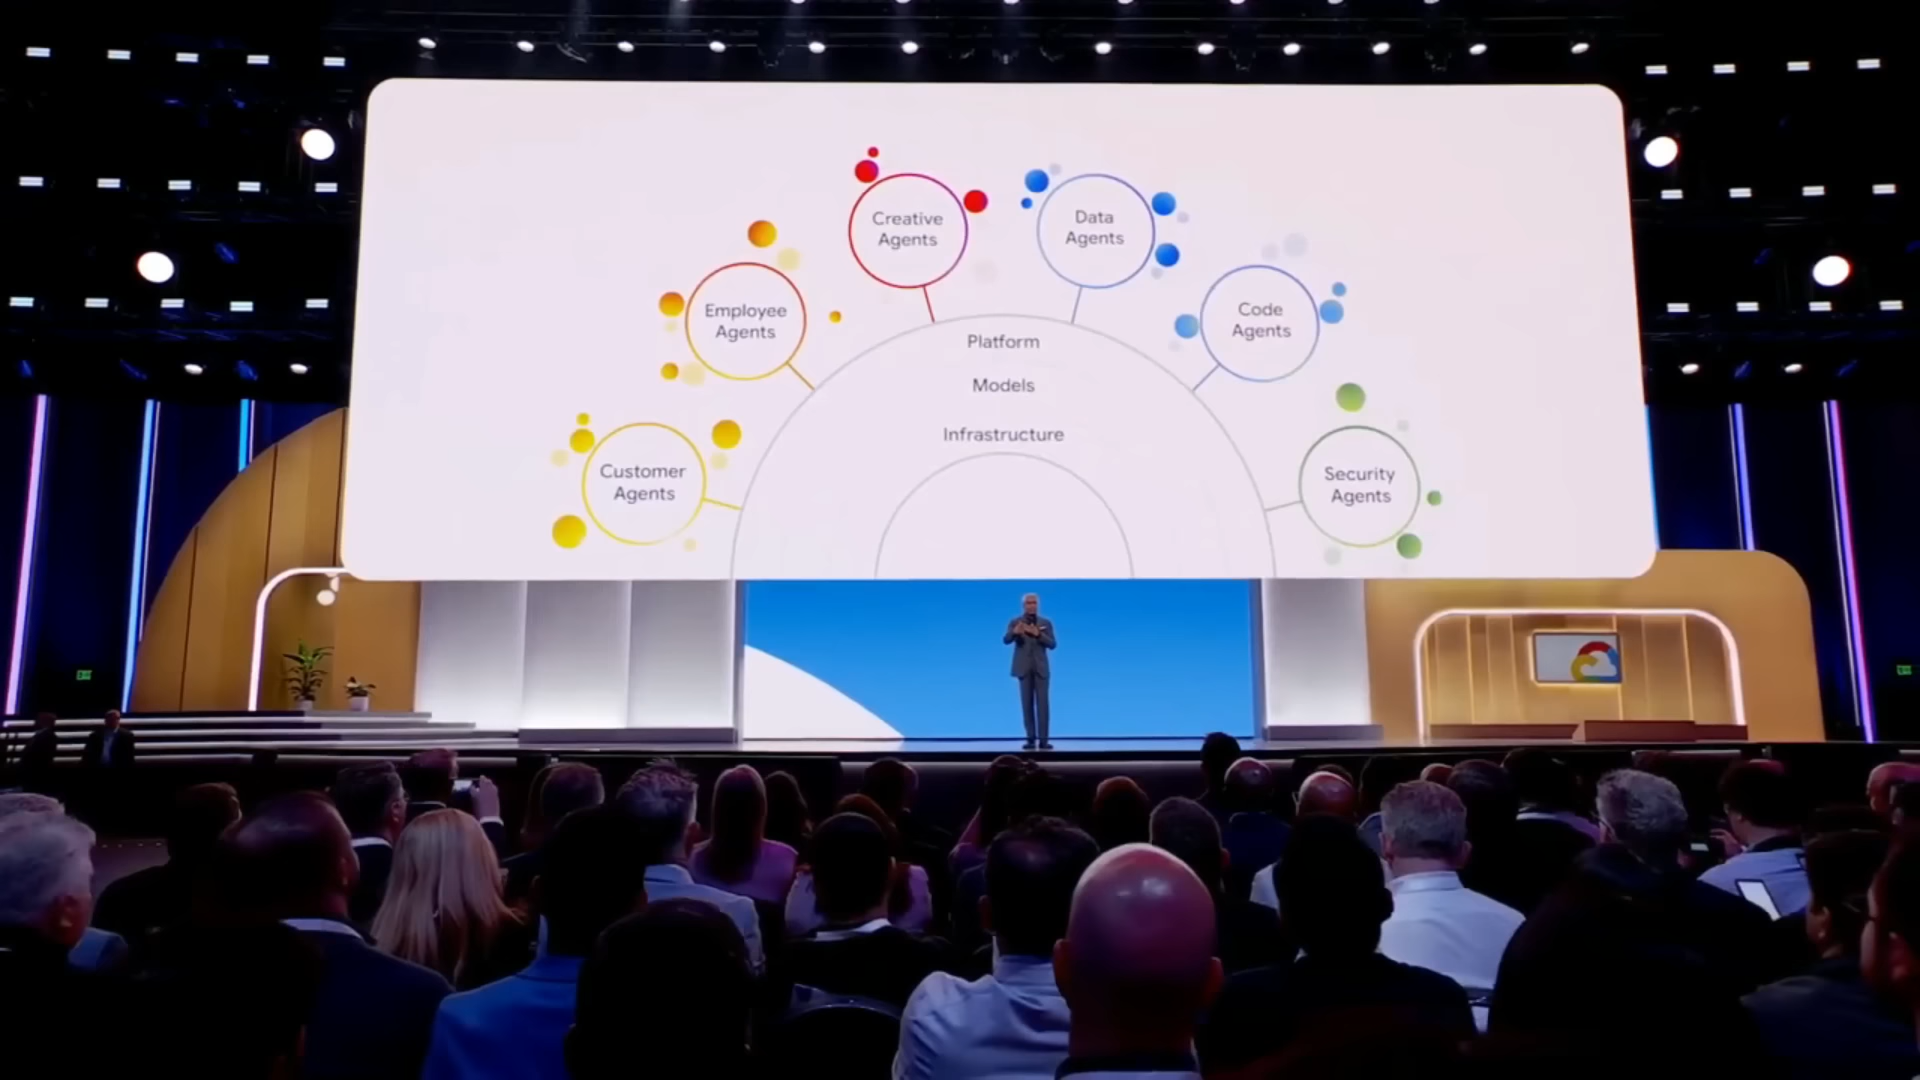 Creative
Agents
Data
Agents
Employee
Agents
Code
Agents
Platform
Models
Infrastructure
Customer
Agents
Security
Agents